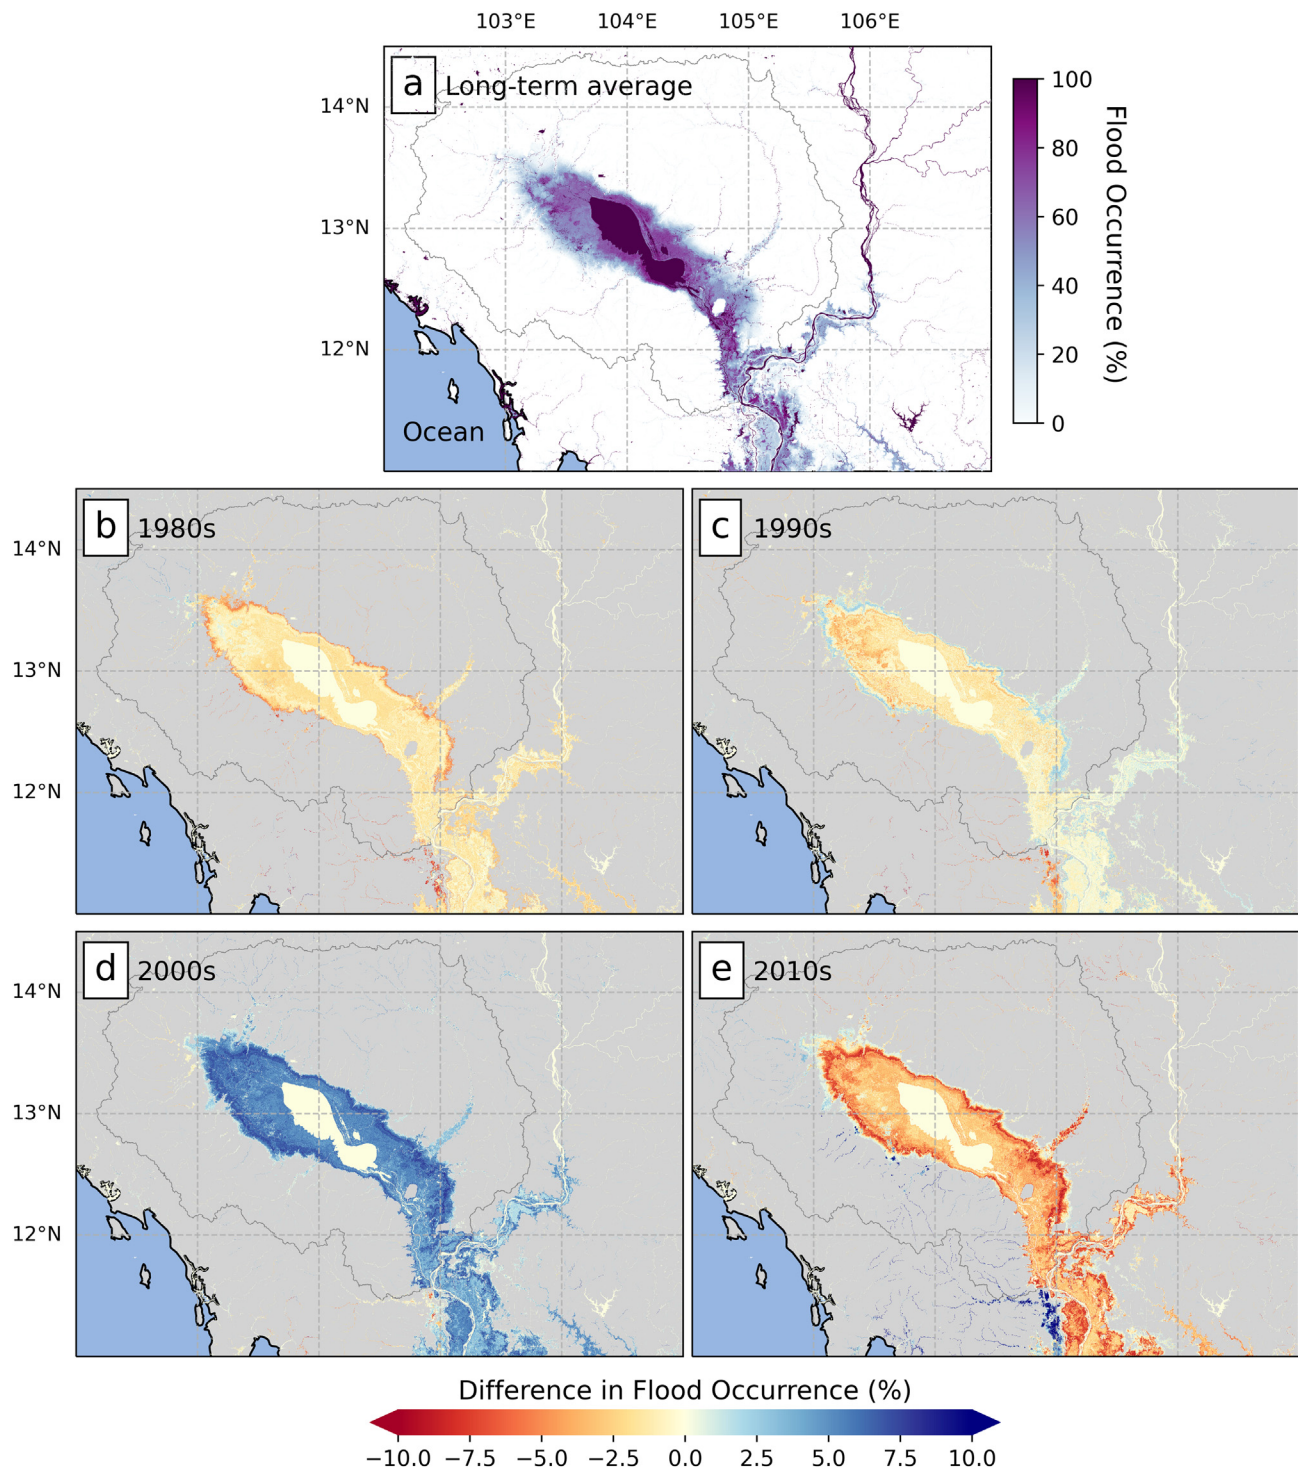 103°E 104°E 105°E 106°E
a Long-term average
14°N
13°N
12°N
Ocean
100
80
60
40
20
0
Flood Occurrence (%)
b 1980s
14°N
13°N
12°N
c 1990s
d 2000s
14°N
13°N
12°N
e 2010s
Difference in Flood Occurrence (%)
−10.0 −7.5 −5.0 −2.5 0.0 2.5 5.0 7.5 10.0